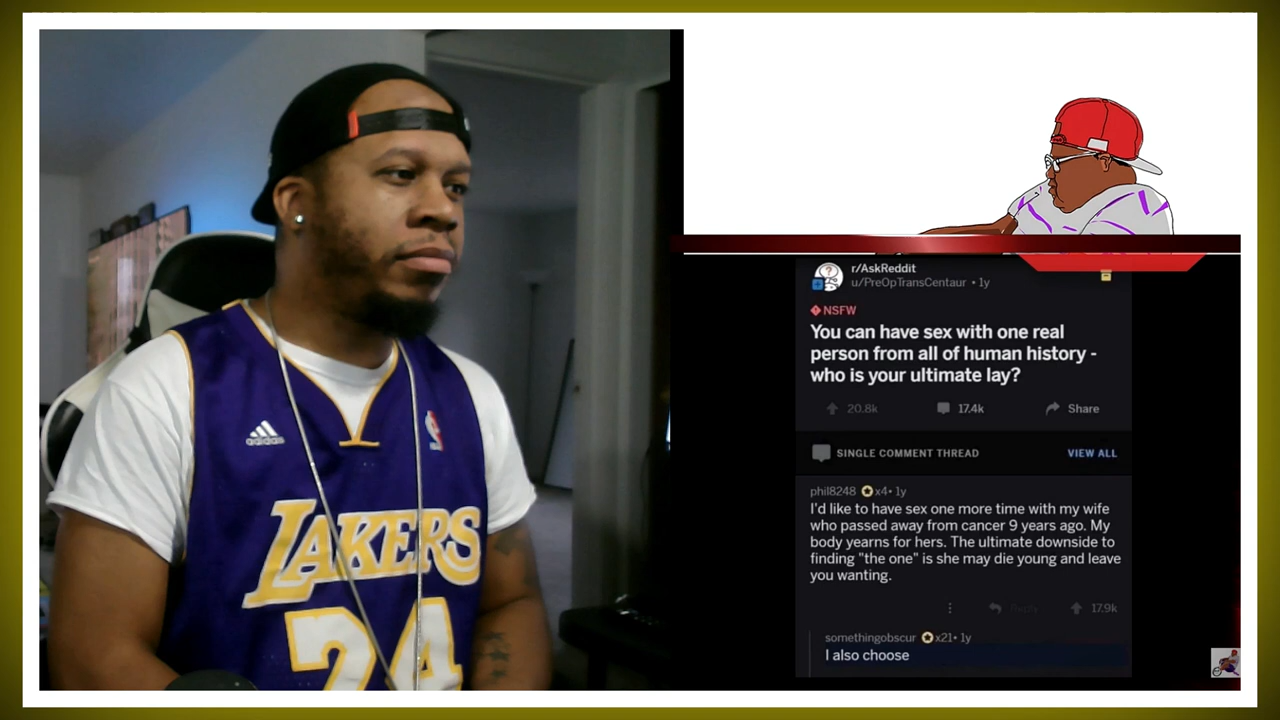 adidas
LAKERS
24
r/AskReddit
u/PreOpTransCentaur • 1y
NSFW
You can have sex with one real
person from all of human history -
who is your ultimate lay?
20.8k 17.4k Share
SINGLE COMMENT THREAD VIEW ALL
phil8248 x4• 1y
I'd like to have sex one more time with my wife
who passed away from cancer 9 years ago. My
body yearns for hers. The ultimate downside to
finding "the one" is she may die young and leave
you wanting.
Reply 17.9k
somethingobscur x21• 1y
I also choose